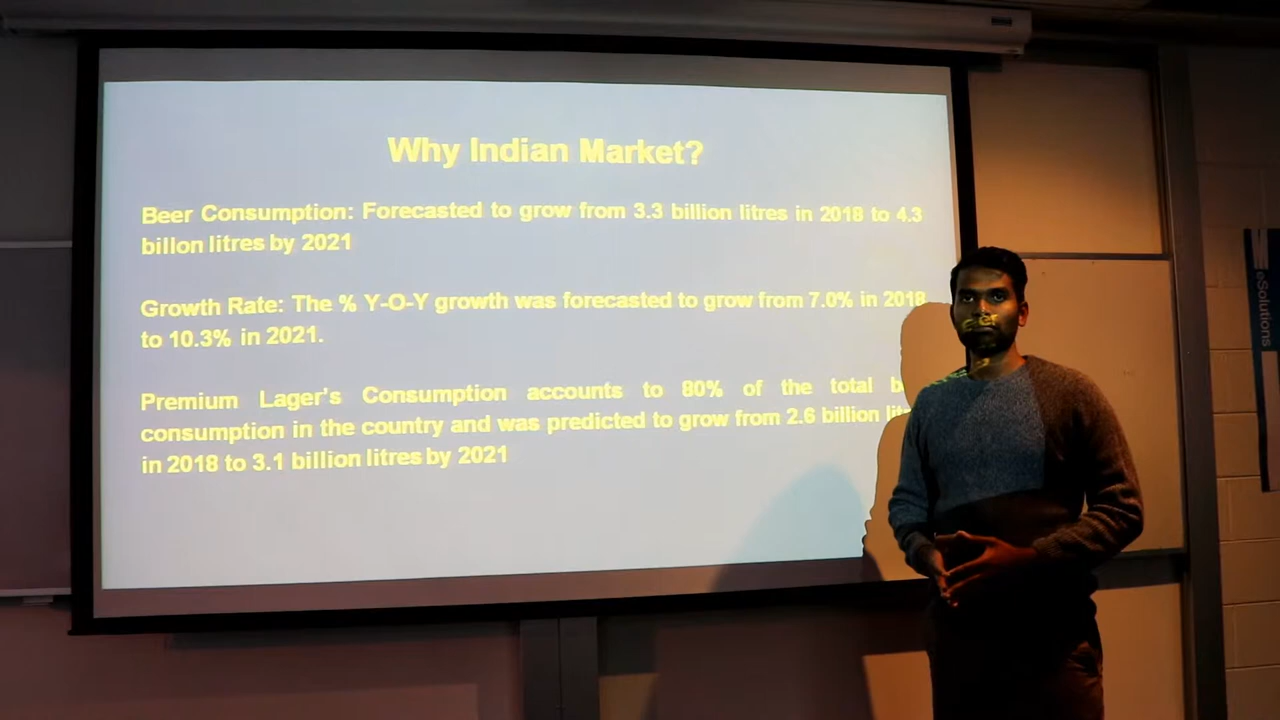 Why Indian Market?
Beer Consumption: Forecasted to grow from 3.3 billion litres in 2018 to 4.3
billon litres by 2021
Growth Rate: The % Y-O-Y growth was forecasted to grow from 7.0% in 2018
to 10.3% in 2021.
Premium Lager's Consumption accounts to 80% of the total
consumption in the country and was predicted to grow from 2.6 billion
in 2018 to 3.1 billion litres by 2021
eSolutions